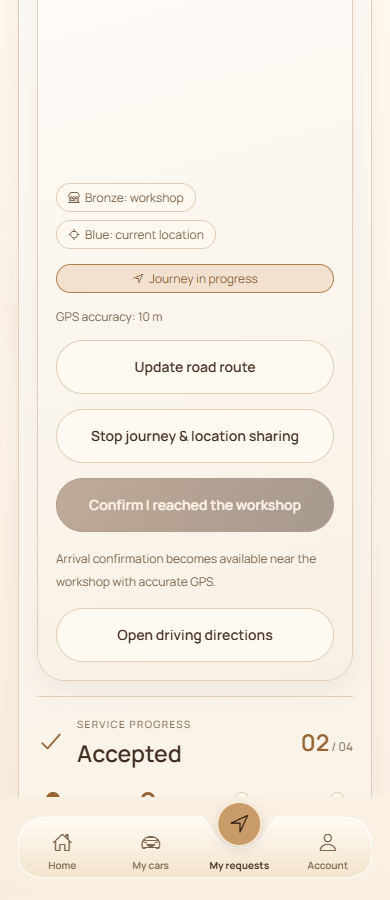 Bronze: workshop
Blue: current location
Journey in progress
GPS accuracy: 10 m
Update road route
Stop journey & location sharing
Confirm I reached the workshop
Arrival confirmation becomes available near the
workshop with accurate GPS.
Open driving directions
SERVICE PROGRESS
Accepted
02 / 04
Home
My cars
My requests
Account